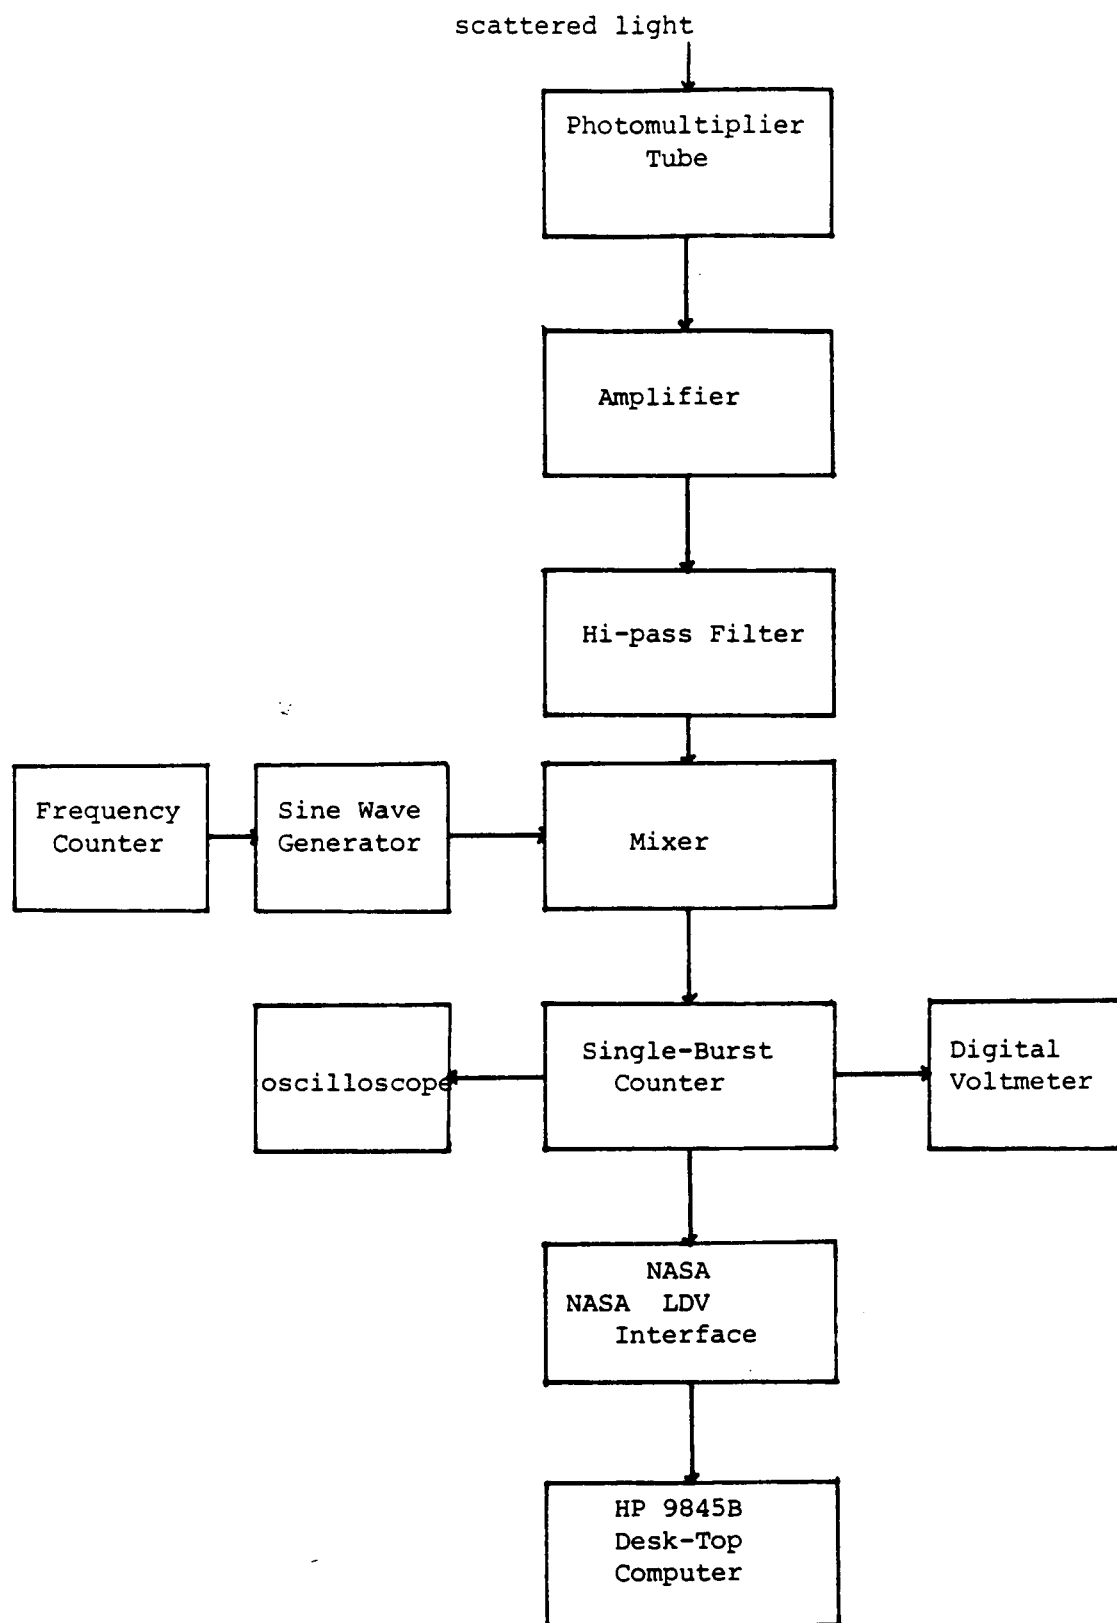 scattered light
Photomultiplier
Tube
Amplifier
Hi-pass Filter
Frequency
Counter
Sine Wave
Generator
Mixer
oscilloscope
Single-Burst
Counter
Digital
Voltmeter
NASA
NASA LDV
Interface
HP 9845B
Desk-Top
Computer